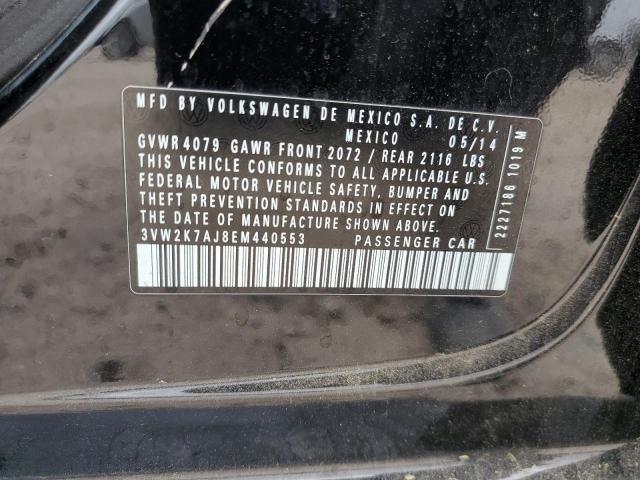 MFD BY VOLKSWAGEN DE MEXICO S.A. DE C.V.
MEXICO 05/14
GVWR 4079 GAWR FRONT 2072 / REAR 2116 LBS
THIS VEHICLE CONFORMS TO ALL APPLICABLE U.S.
FEDERAL MOTOR VEHICLE SAFETY, BUMPER AND
THEFT PREVENTION STANDARDS IN EFFECT ON
THE DATE OF MANUFACTURE SHOWN ABOVE.
3VW2K7AJ8EM440553 PASSENGER CAR
2227186 1019 M